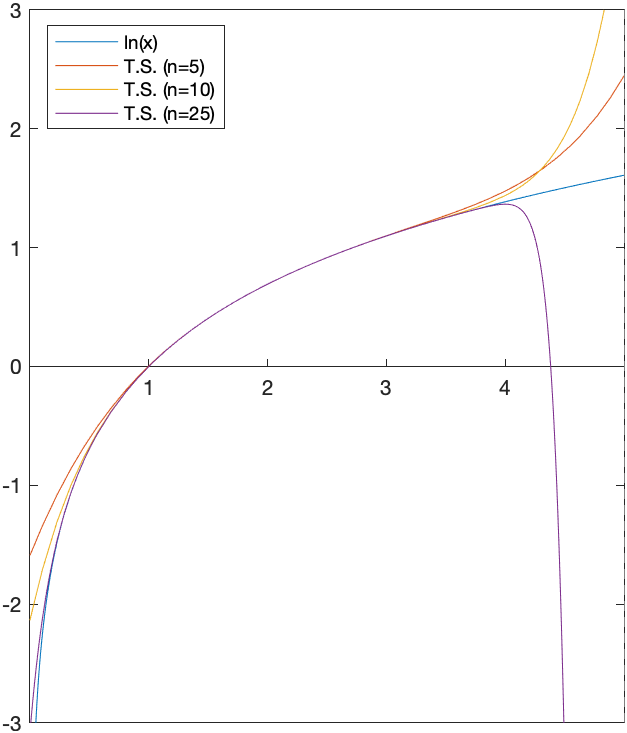 3
ln(x)
T.S. (n=5)
T.S. (n=10)
T.S. (n=25)
2
1
0
1 2 3 4
-1
-2
-3